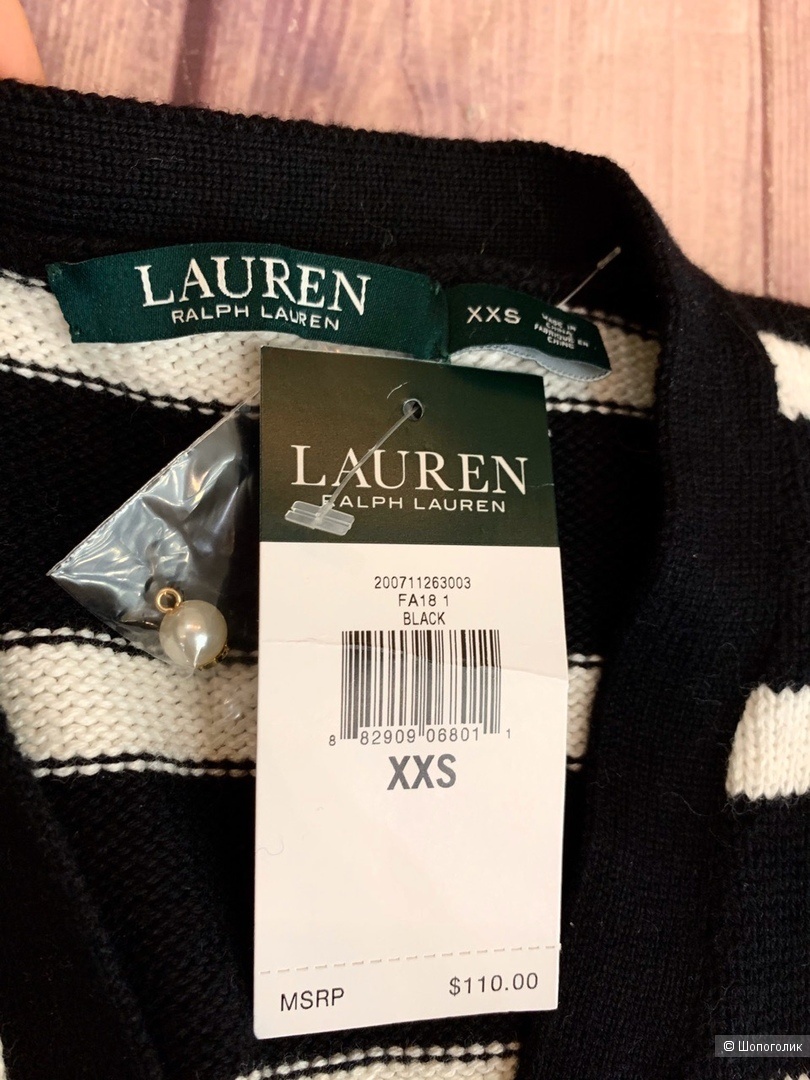 LAUREN
RALPH LAUREN
XXS
MADE IN
CHINA
FABRIQUÉ EN
CHINE
LAUREN
RALPH LAUREN
200711263003
FA18 1
BLACK
8 82909 06801 1
XXS
MSRP $110.00
© Шопоголик